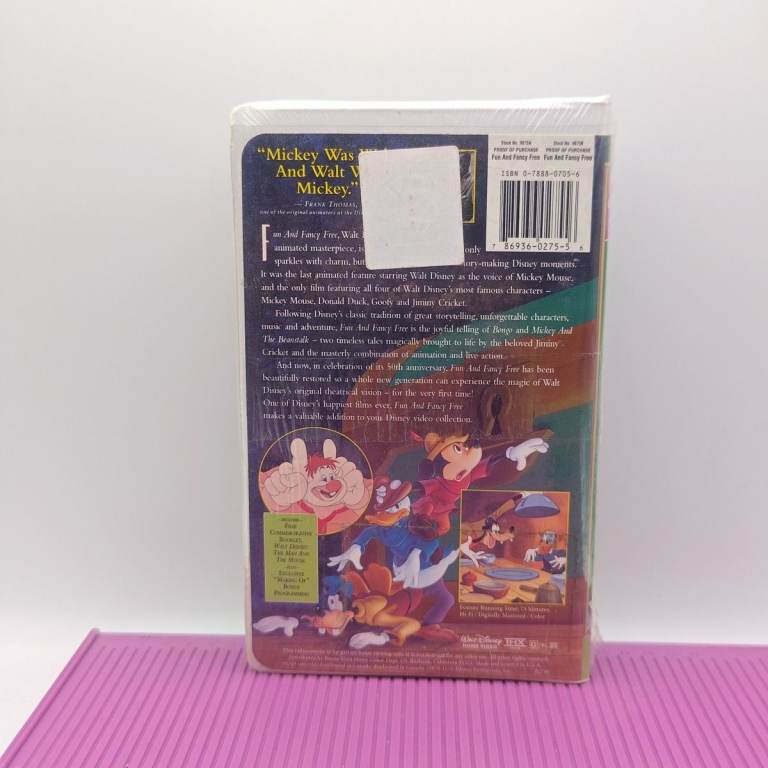 "Mickey Was
And Walt W
Mickey."
— FRANK THOMAS,
one of the original animators at the Di
Stock No. 9875A
PROOF OF PURCHASE
Fun And Fancy Free
PROOF OF PURCHASE
Fun And Fancy Free
ISBN 0-7888-0705-6
7 86936-0275-5 6
Fun And Fancy Free, Walt
animated masterpiece, is only
sparkles with charm, but tory-making Disney moments.
It was the last animated feature starring Walt Disney as the voice of Mickey Mouse,
and the only film featuring all four of Walt Disney's most famous characters –
Mickey Mouse, Donald Duck, Goofy and Jiminy Cricket.
Following Disney's classic tradition of great storytelling, unforgettable characters,
music and adventure, Fun And Fancy Free is the joyful telling of Bongo and Mickey And
The Beanstalk – two timeless tales magically brought to life by the beloved Jiminy
Cricket and the masterly combination of animation and live action.
And now, in celebration of its 50th anniversary, Fun And Fancy Free has been
beautifully restored so a whole new generation can experience the magic of Walt
Disney's original theatrical vision – for the very first time!
One of Disney's happiest films ever, Fun And Fancy Free
makes a valuable addition to your Disney video collection.
COMMEMORATIVE
BOOKLET,
WALT DISNEY:
THE MAN AND
THE MOUSE
PLUS
EXCLUSIVE
"MAKING OF"
BONUS
PROGRAMMING
Feature Running Time: 73 Minutes
Hi-Fi / Digitally Mastered / Color
WALT DISNEY
HOME VIDEO
THX